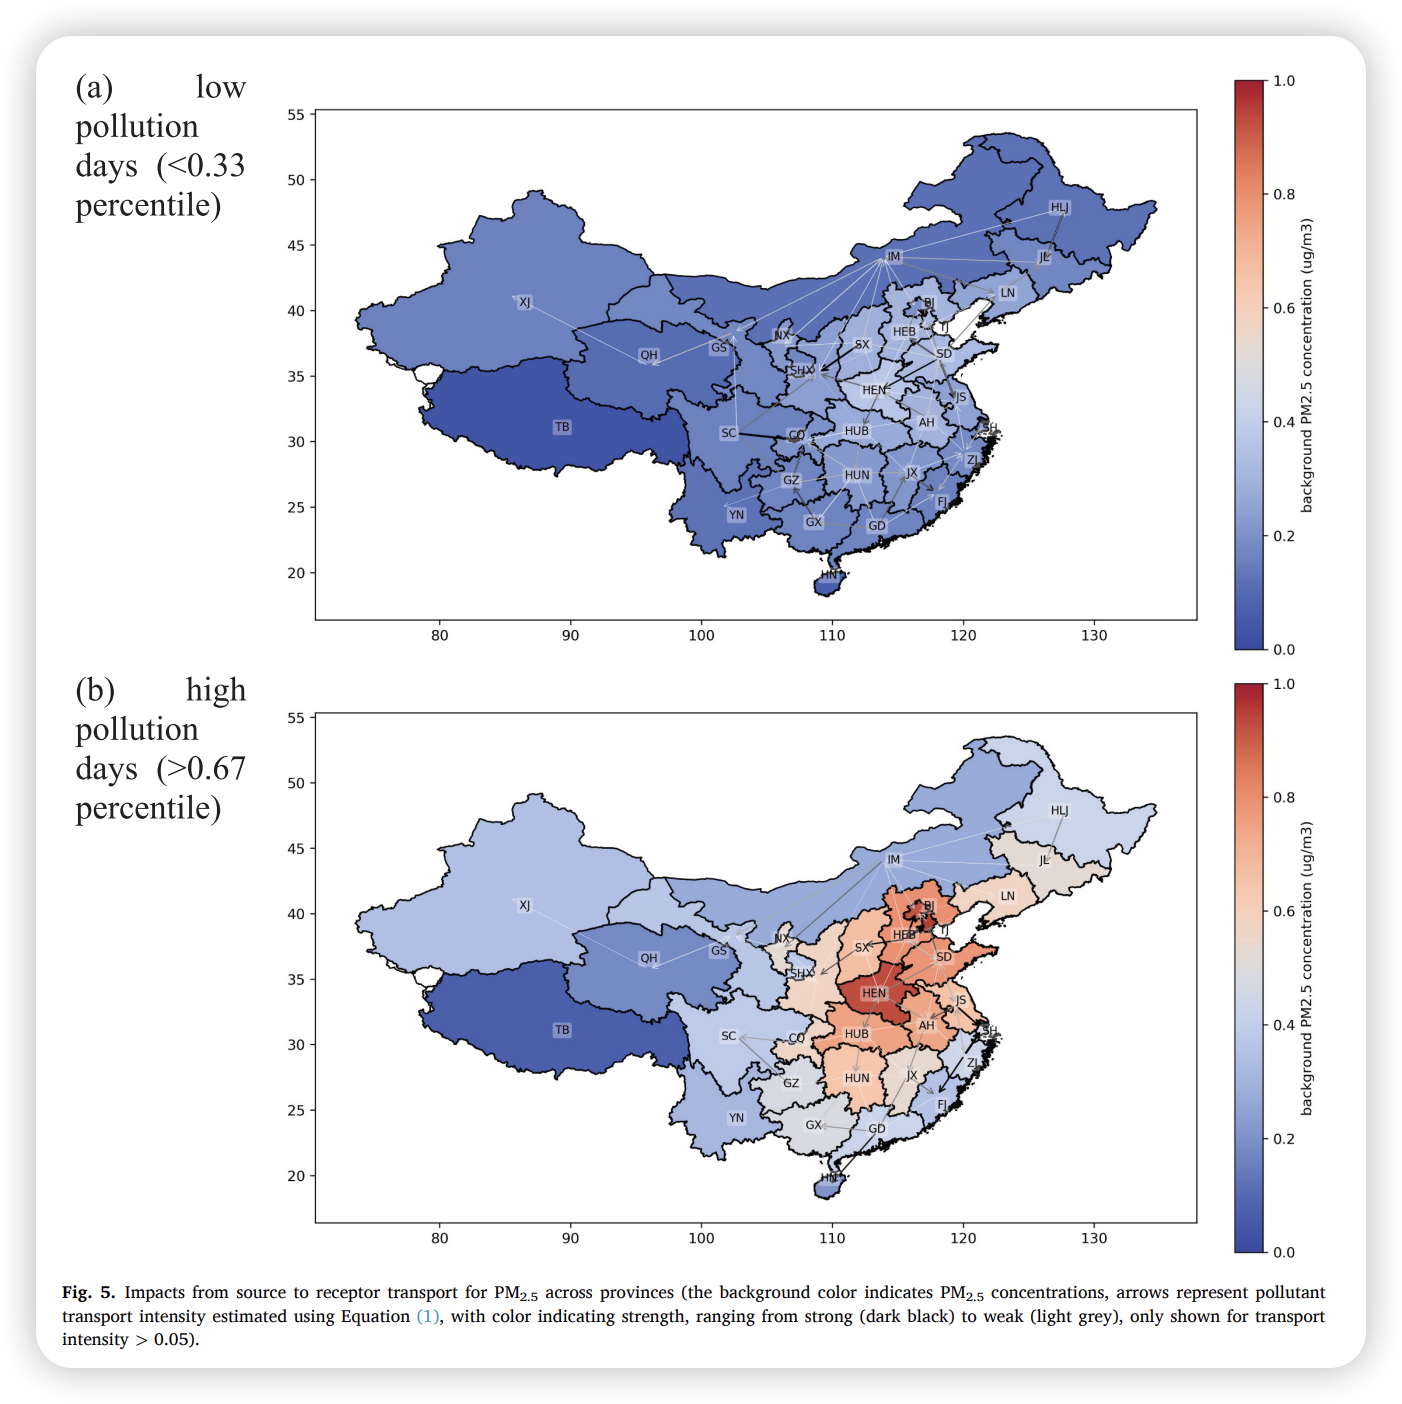 (a) low
pollution
days (<0.33
percentile)
55
50
45
40
35
30
25
20
80 90 100 110 120 130
HLJ
IM
JL
LN
XJ
BJ
TJ
NX
HEB
GS
SX
QH
SD
SHX
HEN
JS
TB
SC
CQ
HUB
AH
SH
ZJ
GZ
HUN
JX
YN
FJ
GX
GD
HN
1.0
0.8
0.6
0.4
0.2
0.0
background PM2.5 concentration (ug/m3)
(b) high
pollution
days (>0.67
percentile)
55
50
45
40
35
30
25
20
80 90 100 110 120 130
HLJ
IM
JL
LN
XJ
BJ
TJ
NX
HEB
GS
SX
QH
SD
SHX
HEN
JS
TB
SC
CQ
HUB
AH
SH
ZJ
GZ
HUN
JX
YN
FJ
GX
GD
HN
1.0
0.8
0.6
0.4
0.2
0.0
background PM2.5 concentration (ug/m3)
Fig. 5. Impacts from source to receptor transport for PM2.5 across provinces (the background color indicates PM2.5 concentrations, arrows represent pollutant
transport intensity estimated using Equation (1), with color indicating strength, ranging from strong (dark black) to weak (light grey), only shown for transport
intensity > 0.05).